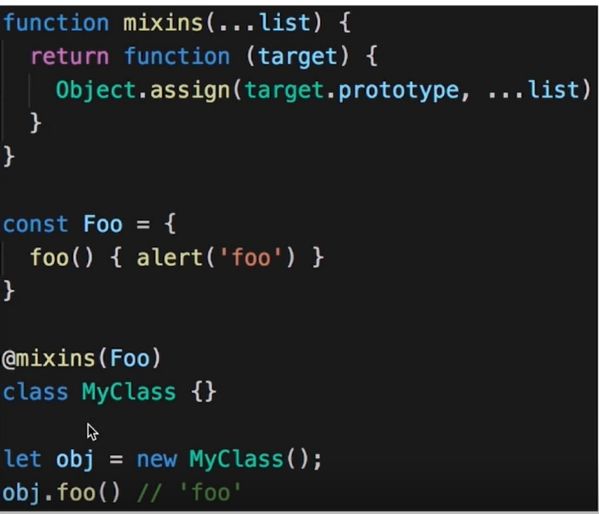 function mixins(...list) {
  return function (target) {
    Object.assign(target.prototype, ...list)
  }
}
const Foo = {
  foo() { alert('foo') }
}
@mixins(Foo)
class MyClass {}
let obj = new MyClass();
obj.foo() // 'foo'